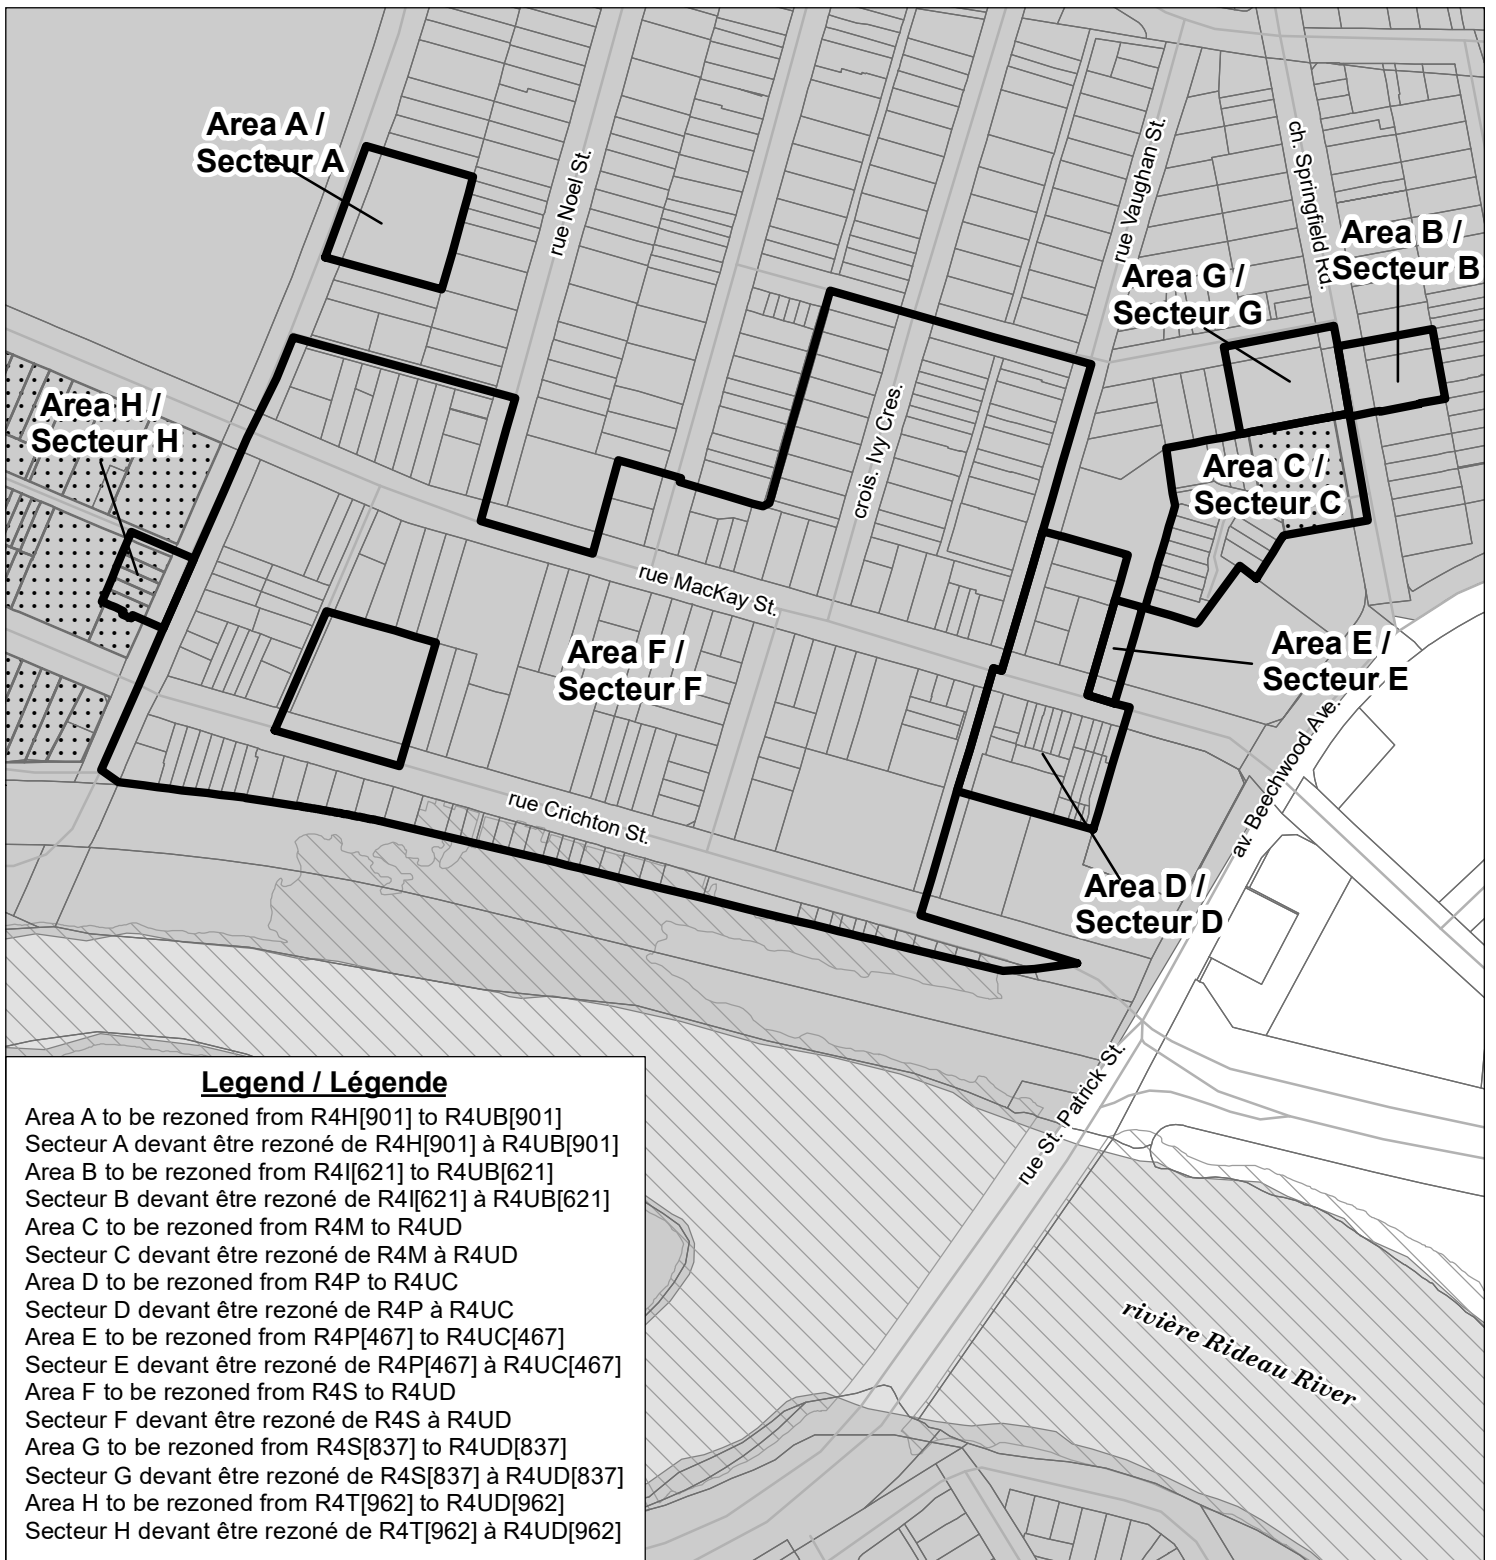 Area A /
Secteur A
rue Noel St.
rue Vaughan St.
ch. Springfield Rd.
Area B /
Secteur B
Area G /
Secteur G
Area H /
Secteur H
crois. Ivy Cres.
Area C /
Secteur C
rue MacKay St.
Area F /
Secteur F
Area E /
Secteur E
av. Beechwood Ave.
rue Crichton St.
Area D /
Secteur D
rue St. Patrick St.
rivière Rideau River
Legend / Légende
Area A to be rezoned from R4H[901] to R4UB[901]
Secteur A devant être rezoné de R4H[901] à R4UB[901]
Area B to be rezoned from R4I[621] to R4UB[621]
Secteur B devant être rezoné de R4I[621] à R4UB[621]
Area C to be rezoned from R4M to R4UD
Secteur C devant être rezoné de R4M à R4UD
Area D to be rezoned from R4P to R4UC
Secteur D devant être rezoné de R4P à R4UC
Area E to be rezoned from R4P[467] to R4UC[467]
Secteur E devant être rezoné de R4P[467] à R4UC[467]
Area F to be rezoned from R4S to R4UD
Secteur F devant être rezoné de R4S à R4UD
Area G to be rezoned from R4S[837] to R4UD[837]
Secteur G devant être rezoné de R4S[837] à R4UD[837]
Area H to be rezoned from R4T[962] to R4UD[962]
Secteur H devant être rezoné de R4T[962] à R4UD[962]